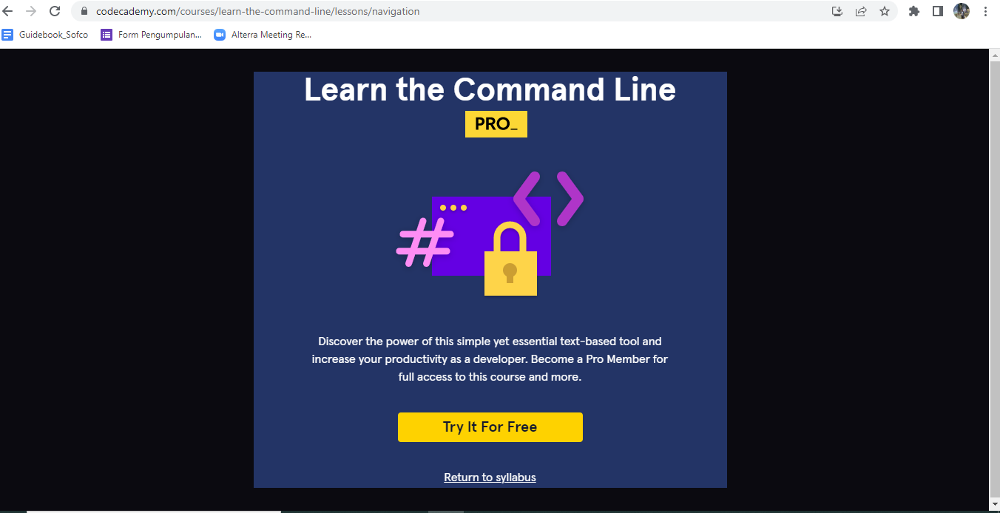 codecademy.com/courses/learn-the-command-line/lessons/navigation
Guidebook_Sofco Form Pengumpulan... Alterra Meeting Re...
Learn the Command Line
PRO_
Discover the power of this simple yet essential text-based tool and
increase your productivity as a developer. Become a Pro Member for
full access to this course and more.
Try It For Free
Return to syllabus